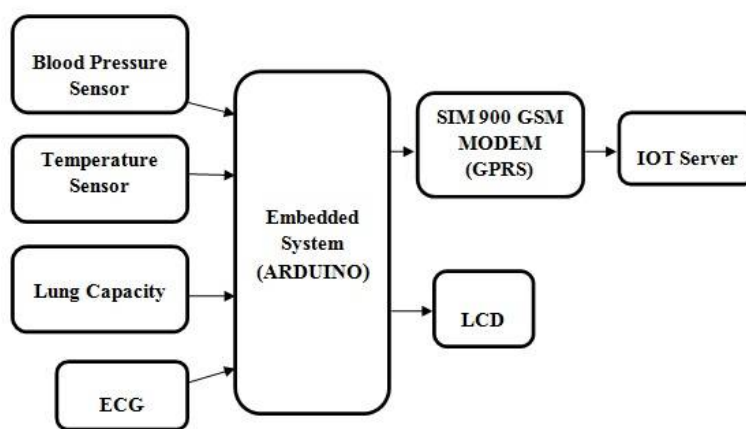 Blood Pressure
Sensor
Temperature
Sensor
Lung Capacity
ECG
Embedded
System
(ARDUINO)
SIM 900 GSM
MODEM
(GPRS)
IOT Server
LCD